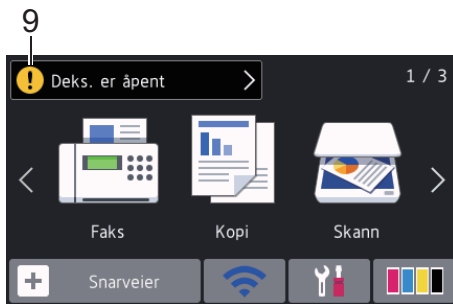 9
Deks. er åpent
1 / 3
Faks Kopi Skann
Snarveier